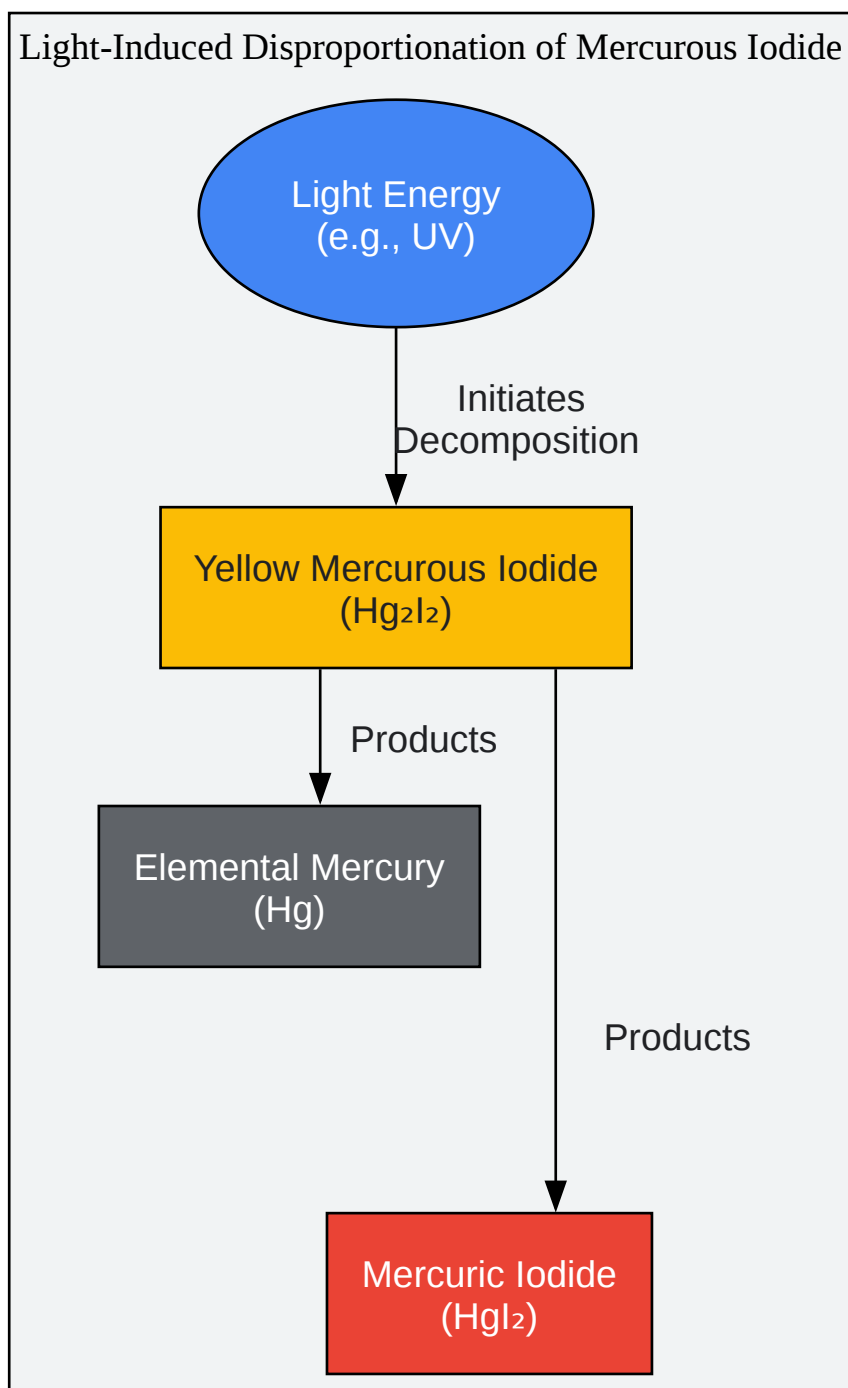 Light-Induced Disproportionation of Mercurous Iodide
Light Energy
(e.g., UV)
Initiates
Decomposition
Yellow Mercurous Iodide
(Hg₂I₂)
Products
Elemental Mercury
(Hg)
Products
Mercuric Iodide
(HgI₂)